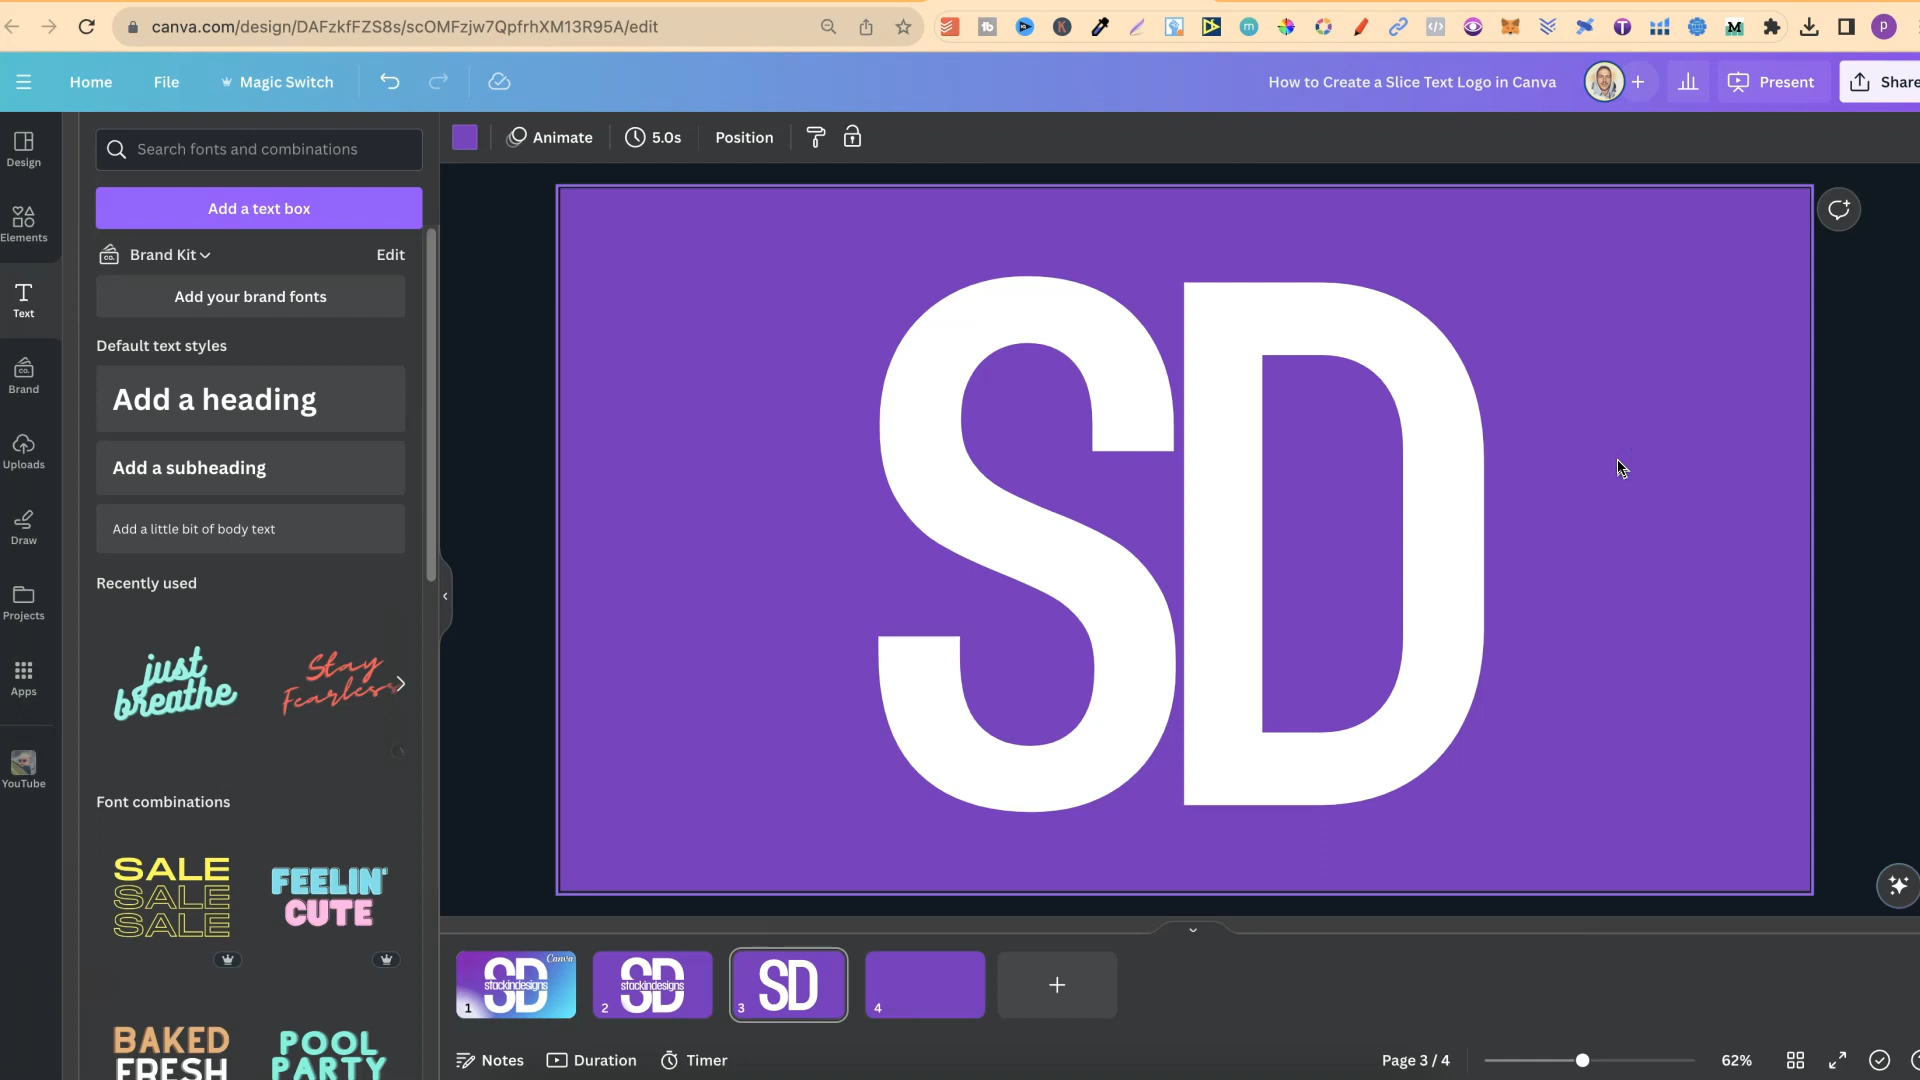 canva.com/design/DAFzkfFZS8s/scOMFzjw7QpfrhXM13R95A/edit
Home
File
Magic Switch
How to Create a Slice Text Logo in Canva
Present
Share
Design
Elements
Text
Brand
Uploads
Draw
Projects
Apps
YouTube
Search fonts and combinations
Add a text box
Brand Kit
Edit
Add your brand fonts
Default text styles
Add a heading
Add a subheading
Add a little bit of body text
Recently used
just
breathe
Stay
Fearless
Font combinations
SALE
SALE
SALE
FEELIN'
CUTE
BAKED
FRESH
POOL
PARTY
Animate
5.0s
Position
SD
Canva
SD
stackindesigns
1
SD
stackindesigns
2
SD
3
4
Notes
Duration
Timer
Page 3 / 4
62%